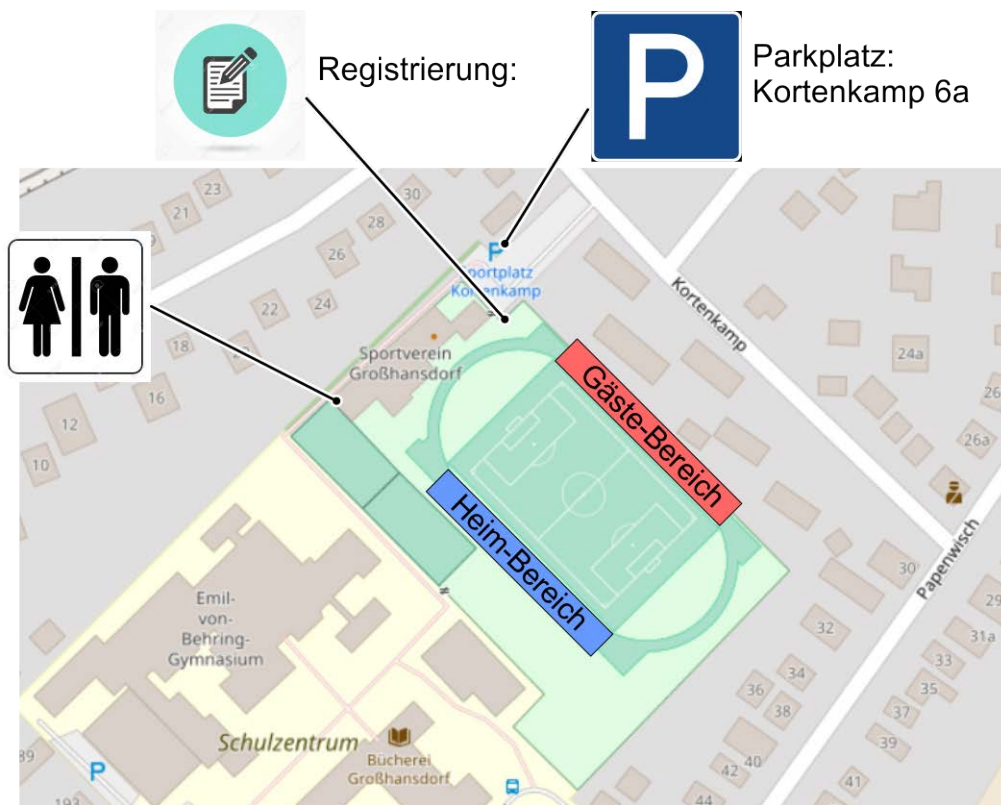 Registrierung:
P
Parkplatz:
Kortenkamp 6a
23
21
30
28
26
P
Sportplatz
Kortenkamp
22
24
18
16
12
10
Sportverein
Großhansdorf
Gäste-Bereich
Heim-Bereich
Kortenkamp
24a
26
26a
Papenwisch
30
29
31a
32
33
34
35
36
37
38
39
40
41
42
44
Emil-
von-
Behring-
Gymnasium
Schulzentrum
Bücherei
Großhansdorf
P
89
193